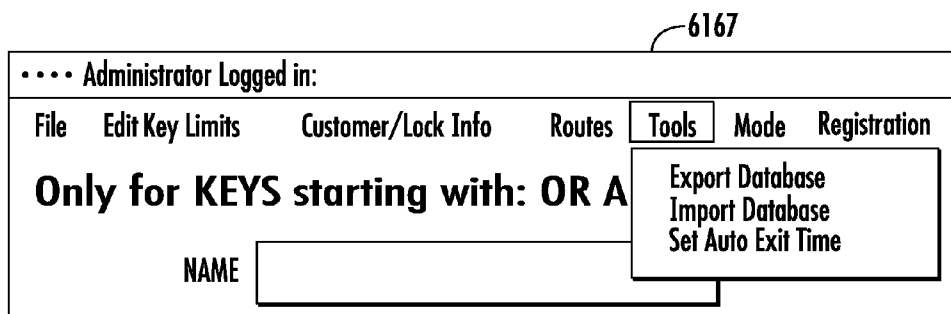 6167
•••• Administrator Logged in:
File Edit Key Limits Customer/Lock Info Routes Tools Mode Registration
Only for KEYS starting with: OR A
Export Database
Import Database
Set Auto Exit Time
NAME